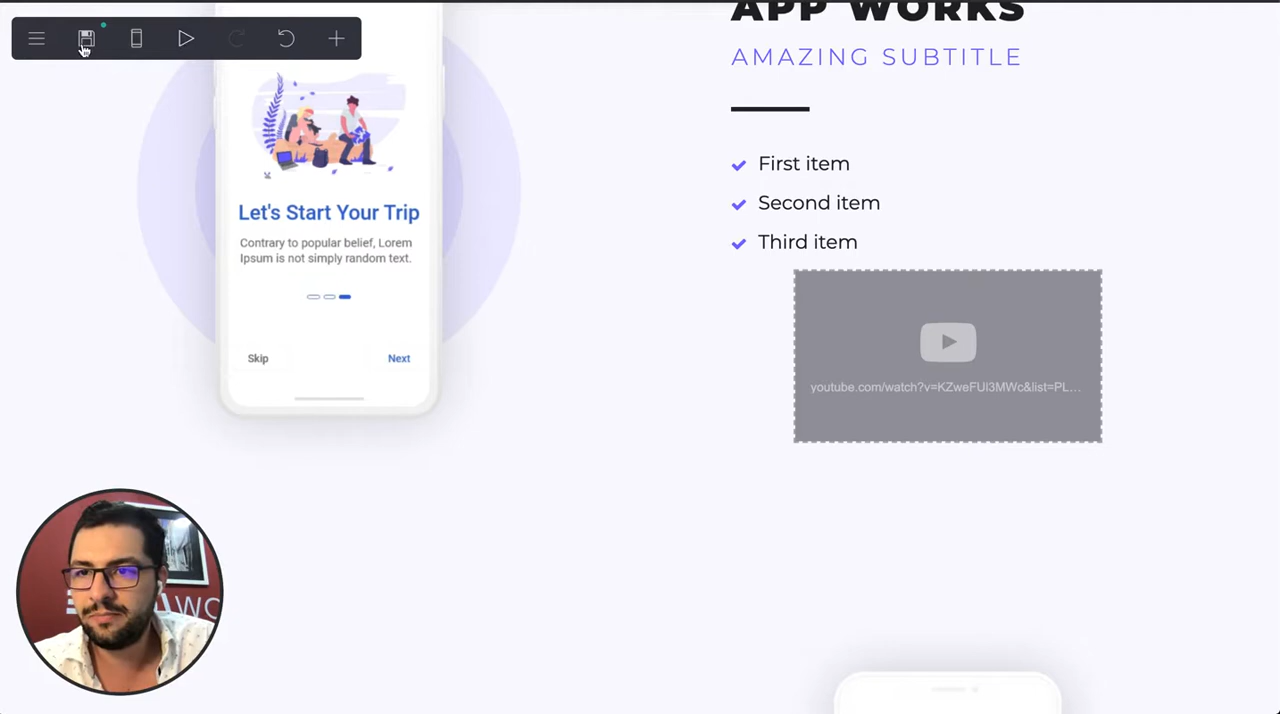 APP WORKS
AMAZING SUBTITLE
First item
Second item
Third item
Let's Start Your Trip
Contrary to popular belief, Lorem
Ipsum is not simply random text.
Skip
Next
youtube.com/watch?v=KZweFUl3MWc&list=PL...